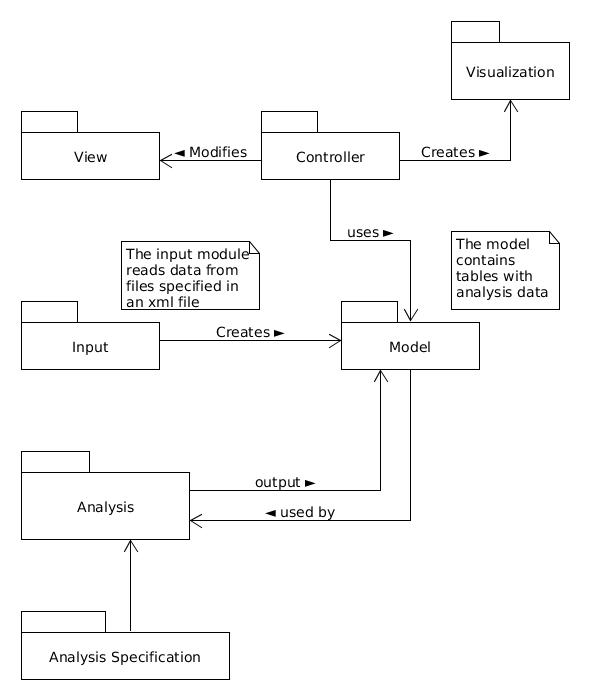 Visualization
◄ Modifies
Creates ►
View
Controller
uses ►
The input module
reads data from
files specified in
an xml file
The model
contains
tables with
analysis data
Creates ►
Input
Model
output ►
Analysis
◄ used by
Analysis Specification